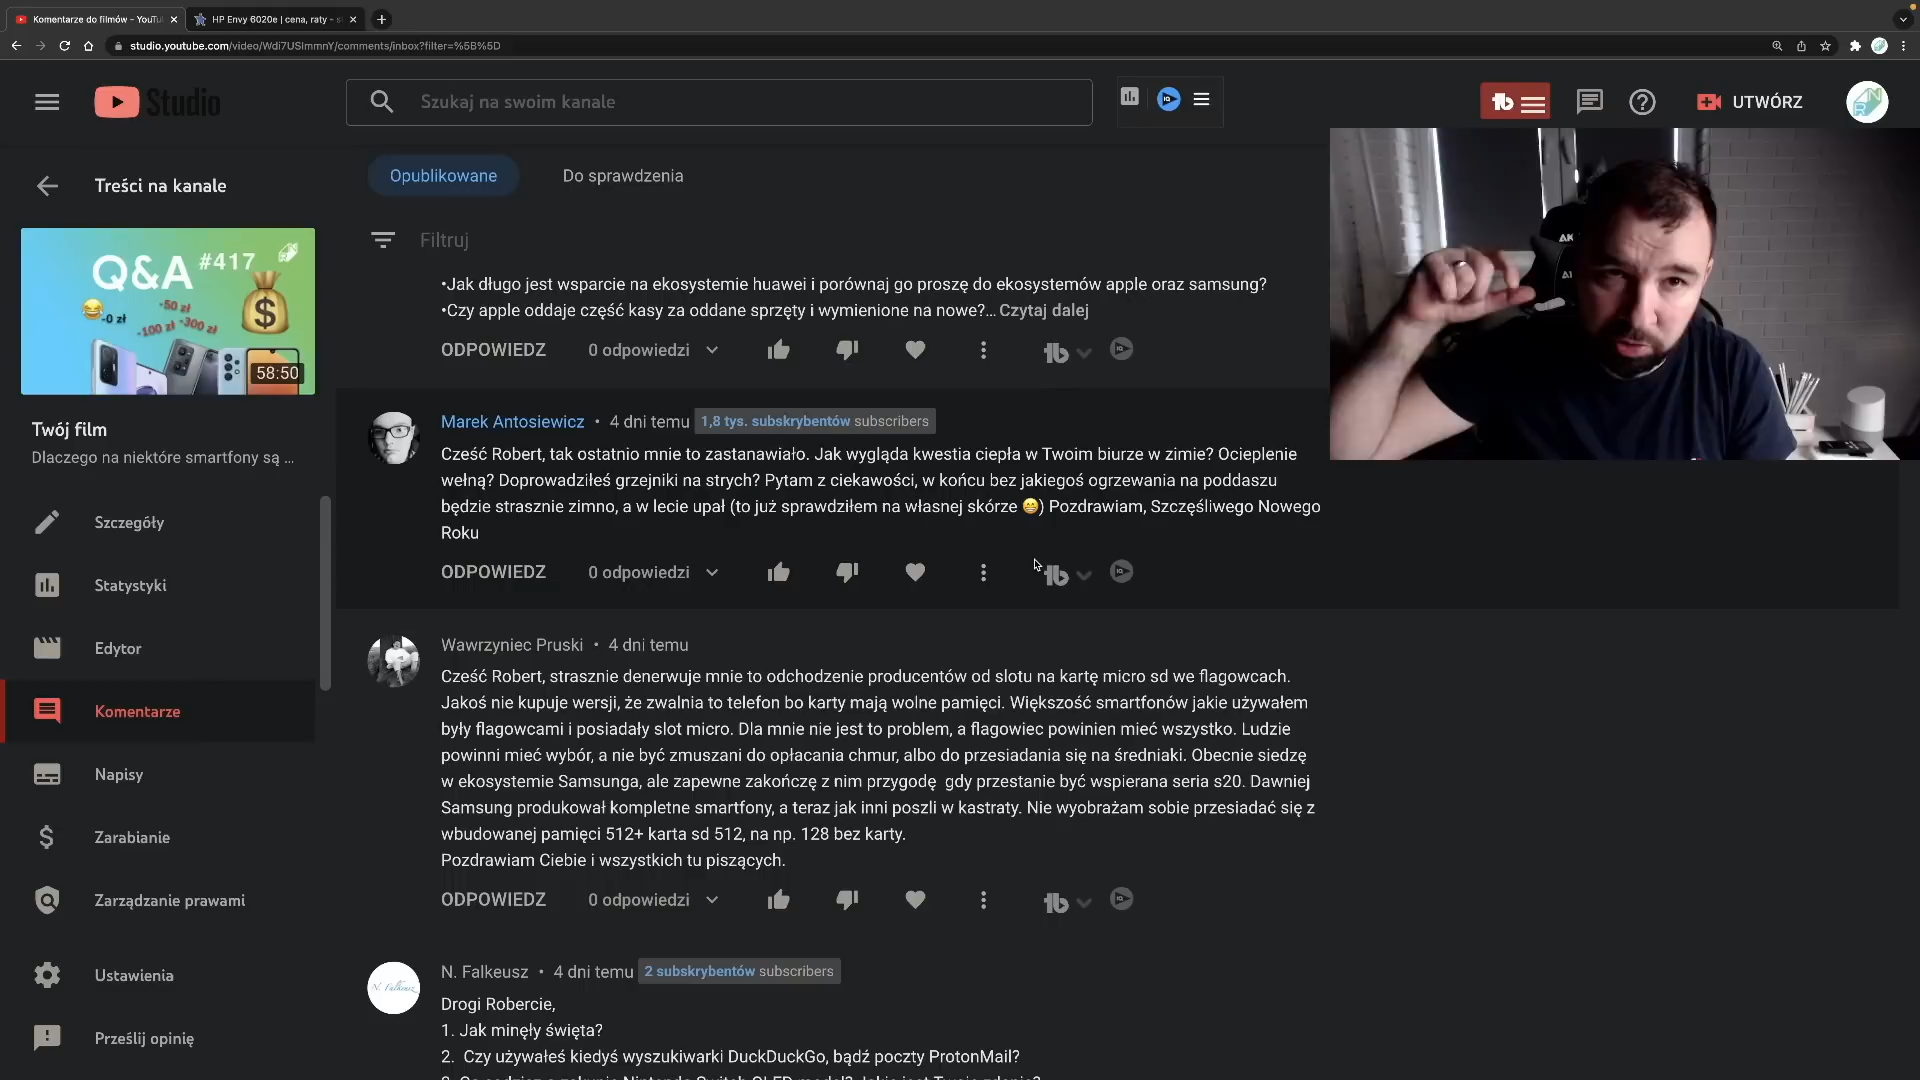 Komentarze do filmów – YouTu
HP Envy 6020e | cena, raty - s
studio.youtube.com/video/Wdi7USImmnY/comments/inbox?filter=%5B%5D
Studio
Szukaj na swoim kanale
UTWÓRZ
Treści na kanale
Opublikowane
Do sprawdzenia
Filtruj
Q&A #417
-0 zł
-50 zł
-100 zł
-300 zł
58:50
Twój film
Dlaczego na niektóre smartfony są ...
Szczegóły
Statystyki
Edytor
Komentarze
Napisy
Zarabianie
Zarządzanie prawami
Ustawienia
Prześlij opinię
•Jak długo jest wsparcie na ekosystemie huawei i porównaj go proszę do ekosystemów apple oraz samsung?
•Czy apple oddaje część kasy za oddane sprzęty i wymienione na nowe?... Czytaj dalej
ODPOWIEDZ 0 odpowiedzi
Marek Antosiewicz • 4 dni temu 1,8 tys. subskrybentów subscribers
Cześć Robert, tak ostatnio mnie to zastanawiało. Jak wygląda kwestia ciepła w Twoim biurze w zimie? Ocieplenie
wełną? Doprowadziłeś grzejniki na strych? Pytam z ciekawości, w końcu bez jakiegoś ogrzewania na poddaszu
będzie strasznie zimno, a w lecie upał (to już sprawdziłem na własnej skórze 😁) Pozdrawiam, Szczęśliwego Nowego
Roku
ODPOWIEDZ 0 odpowiedzi
Wawrzyniec Pruski • 4 dni temu
Cześć Robert, strasznie denerwuje mnie to odchodzenie producentów od slotu na kartę micro sd we flagowcach.
Jakoś nie kupuje wersji, że zwalnia to telefon bo karty mają wolne pamięci. Większość smartfonów jakie używałem
były flagowcami i posiadały slot micro. Dla mnie nie jest to problem, a flagowiec powinien mieć wszystko. Ludzie
powinni mieć wybór, a nie być zmuszani do opłacania chmur, albo do przesiadania się na średniaki. Obecnie siedzę
w ekosystemie Samsunga, ale zapewne zakończę z nim przygodę gdy przestanie być wspierana seria s20. Dawniej
Samsung produkował kompletne smartfony, a teraz jak inni poszli w kastraty. Nie wyobrażam sobie przesiadać się z
wbudowanej pamięci 512+ karta sd 512, na np. 128 bez karty.
Pozdrawiam Ciebie i wszystkich tu piszących.
ODPOWIEDZ 0 odpowiedzi
N. Falkeusz • 4 dni temu 2 subskrybentów subscribers
N. Falkeusz
Drogi Robercie,
1. Jak minęły święta?
2. Czy używałeś kiedyś wyszukiwarki DuckDuckGo, bądź poczty ProtonMail?